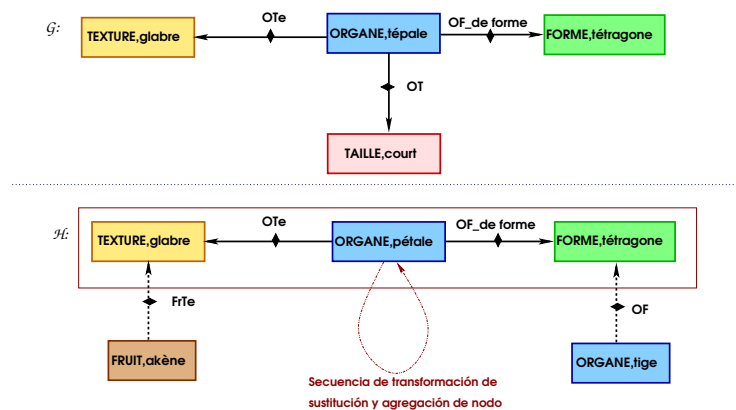 G:
OTe
OF_de forme
TEXTURE,glabre
ORGANE,tépale
FORME,tétragone
OT
TAILLE,court
H:
OTe
OF_de forme
TEXTURE,glabre
ORGANE,pétale
FORME,tétragone
FrTe
OF
FRUIT,akène
ORGANE,tige
Secuencia de transformación de
sustitución y agregación de nodo